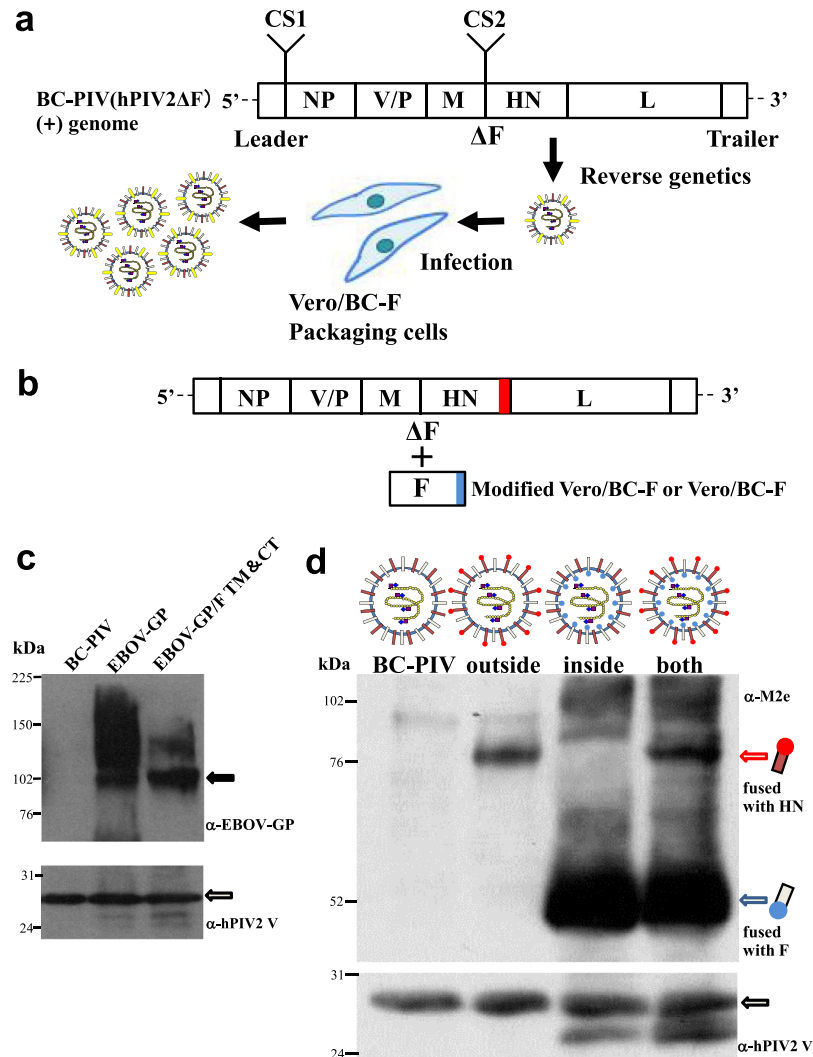 a
CS1 CS2
BC-PIV(hPIV2ΔF)
(+) genome
5’ NP V/P M HN L 3’
Leader ΔF Trailer
Reverse genetics
Infection
Vero/BC-F
Packaging cells
b
5’ NP V/P M HN L 3’
ΔF
+
F Modified Vero/BC-F or Vero/BC-F
c
kDa
BC-PIV
EBOV-GP
EBOV-GP/F TM&CT
225
150
102
76
α-EBOV-GP
31
24
α-hPIV2 V
d
kDa BC-PIV outside inside both
α-M2e
102
76
fused
with HN
52
fused
with F
31
24
α-hPIV2 V